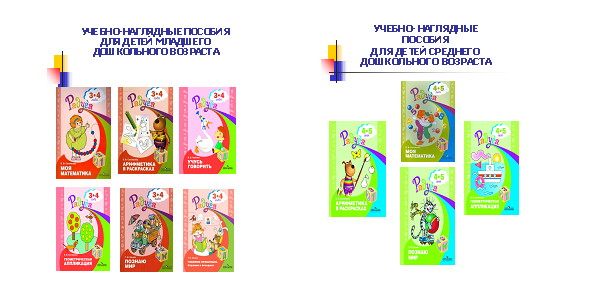 УЧЕБНО-НАГЛЯДНЫЕ ПОСОБИЯ
ДЛЯ ДЕТЕЙ МЛАДШЕГО
ДОШКОЛЬНОГО ВОЗРАСТА
Радуга
3•4
МОЯ
МАТЕМАТИКА
Радуга
3•4
АРИФМЕТИКА
В РАСКРАСКАХ
Радуга
3•4
УЧУСЬ
ГОВОРИТЬ
Радуга
3•4
ГЕОМЕТРИЧЕСКАЯ
АППЛИКАЦИЯ
Радуга
3•4
ПОЗНАЮ
МИР
Радуга
3•4
УЧЕБНО-НАГЛЯДНЫЕ
ПОСОБИЯ
ДЛЯ ДЕТЕЙ СРЕДНЕГО
ДОШКОЛЬНОГО ВОЗРАСТА
Радуга
4•5
МОЯ
МАТЕМАТИКА
Радуга
4•5
АРИФМЕТИКА
В РАСКРАСКАХ
Радуга
4•5
ГЕОМЕТРИЧЕСКАЯ
АППЛИКАЦИЯ
Радуга
4•5
ПОЗНАЮ
МИР